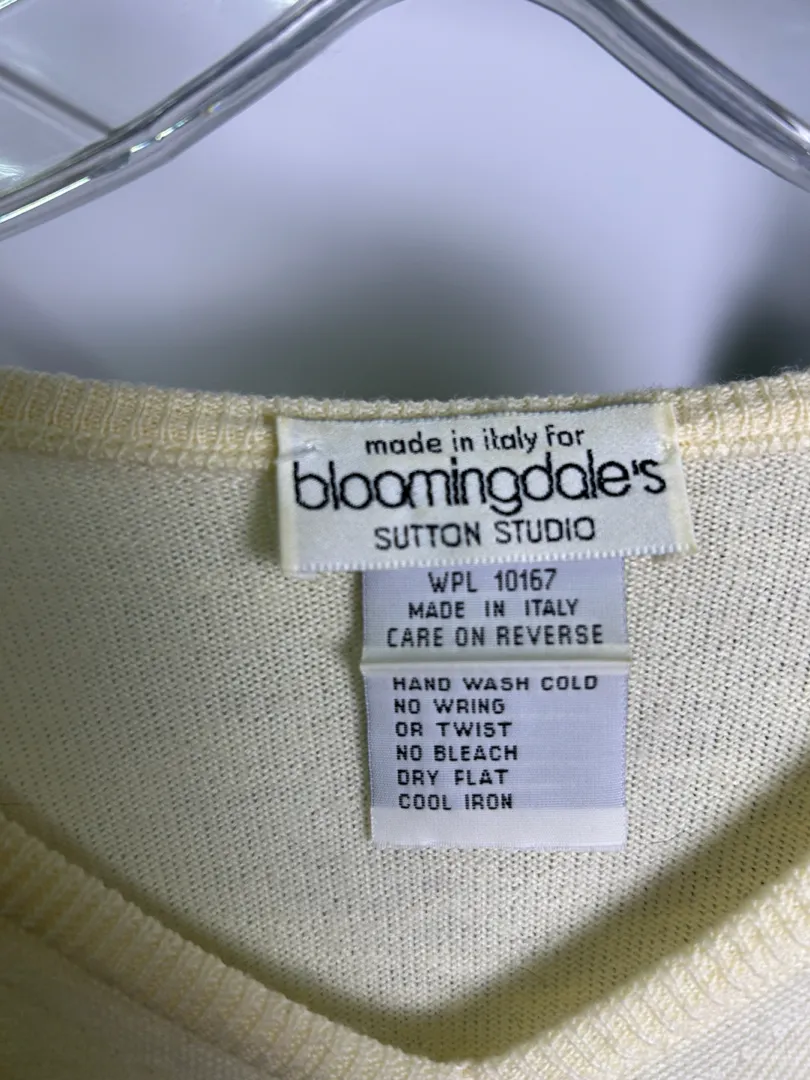 made in italy for
bloomingdale's
SUTTON STUDIO
WPL 10167
MADE IN ITALY
CARE ON REVERSE
HAND WASH COLD
NO WRING
OR TWIST
NO BLEACH
DRY FLAT
COOL IRON